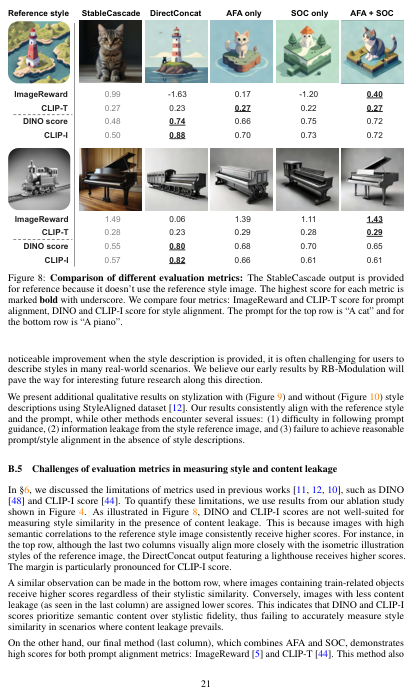 Reference style StableCascade DirectConcat AFA only SOC only AFA + SOC
ImageReward 0.99 -1.63 0.17 -1.20 0.40
CLIP-T 0.27 0.23 0.27 0.22 0.27
DINO score 0.48 0.74 0.66 0.75 0.72
CLIP-I 0.50 0.88 0.70 0.73 0.72
ImageReward 1.49 0.06 1.39 1.11 1.43
CLIP-T 0.28 0.23 0.29 0.28 0.29
DINO score 0.55 0.80 0.68 0.70 0.65
CLIP-I 0.57 0.82 0.66 0.61 0.61
Figure 8: Comparison of different evaluation metrics: The StableCascade output is provided
for reference because it doesn't use the reference style image. The highest score for each metric is
marked bold with underscore. We compare four metrics: ImageReward and CLIP-T score for prompt
alignment, DINO and CLIP-I score for style alignment. The prompt for the top row is “A cat” and for
the bottom row is “A piano”.
noticeable improvement when the style description is provided, it is often challenging for users to
describe styles in many real-world scenarios. We believe our early results by RB-Modulation will
pave the way for interesting future research along this direction.
We present additional qualitative results on stylization with (Figure 9) and without (Figure 10) style
descriptions using StyleAligned dataset [12]. Our results consistently align with the reference style
and the prompt, while other methods encounter several issues: (1) difficulty in following prompt
guidance, (2) information leakage from the style reference image, and (3) failure to achieve reasonable
prompt/style alignment in the absence of style descriptions.
B.5 Challenges of evaluation metrics in measuring style and content leakage
In §6, we discussed the limitations of metrics used in previous works [11, 12, 10], such as DINO
[48] and CLIP-I score [44]. To quantify these limitations, we use results from our ablation study
shown in Figure 4. As illustrated in Figure 8, DINO and CLIP-I scores are not well-suited for
measuring style similarity in the presence of content leakage. This is because images with high
semantic correlations to the reference style image consistently receive higher scores. For instance, in
the top row, although the last two columns visually align more closely with the isometric illustration
styles of the reference image, the DirectConcat output featuring a lighthouse receives higher scores.
The margin is particularly pronounced for CLIP-I score.
A similar observation can be made in the bottom row, where images containing train-related objects
receive higher scores regardless of their stylistic similarity. Conversely, images with less content
leakage (as seen in the last column) are assigned lower scores. This indicates that DINO and CLIP-I
scores prioritize semantic content over stylistic fidelity, thus failing to accurately measure style
similarity in scenarios where content leakage prevails.
On the other hand, our final method (last column), which combines AFA and SOC, demonstrates
high scores for both prompt alignment metrics: ImageReward [5] and CLIP-T [44]. This method also
21